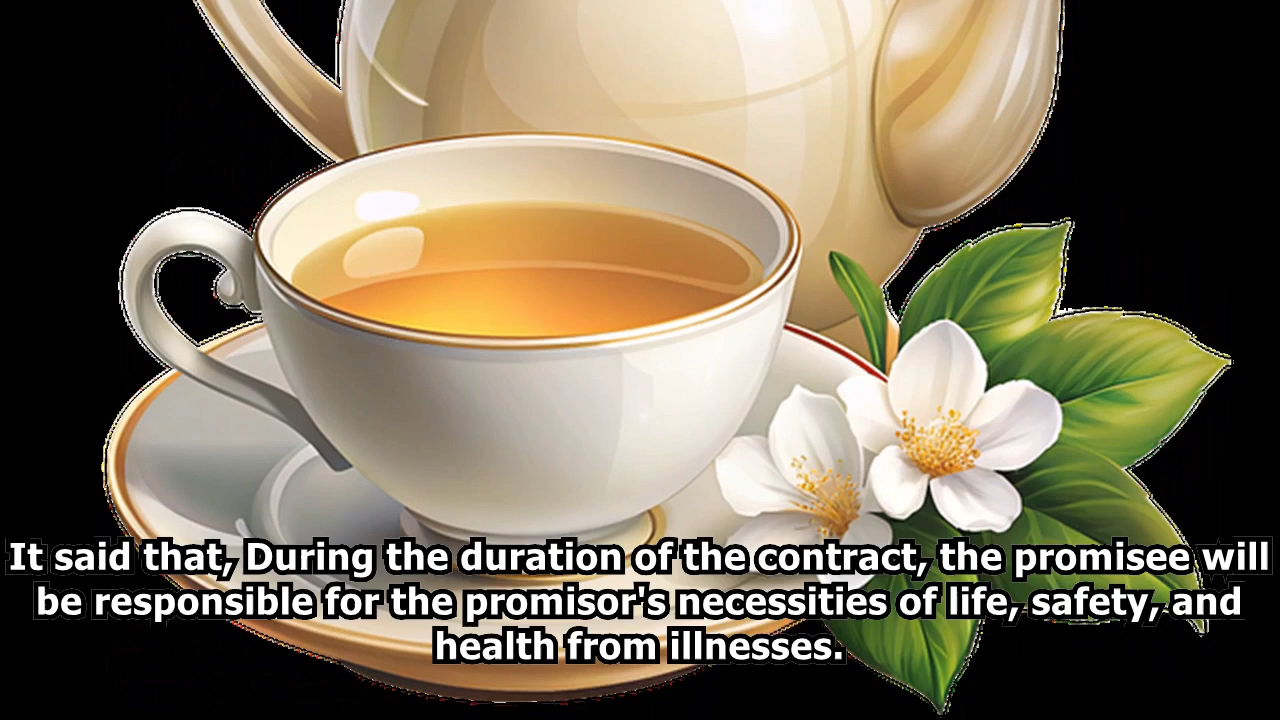 It said that, During the duration of the contract, the promisee will
be responsible for the promisor's necessities of life, safety, and
health from illnesses.